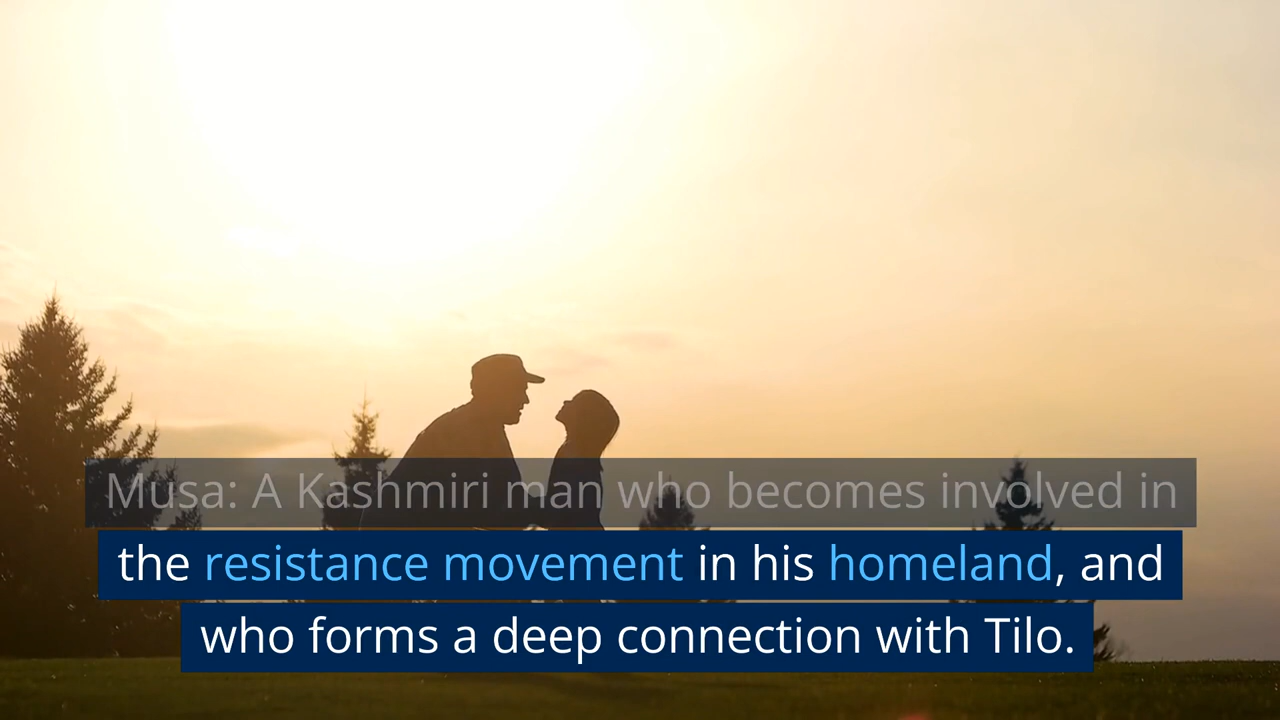 Musa: A Kashmiri man who becomes involved in
the resistance movement in his homeland, and
who forms a deep connection with Tilo.